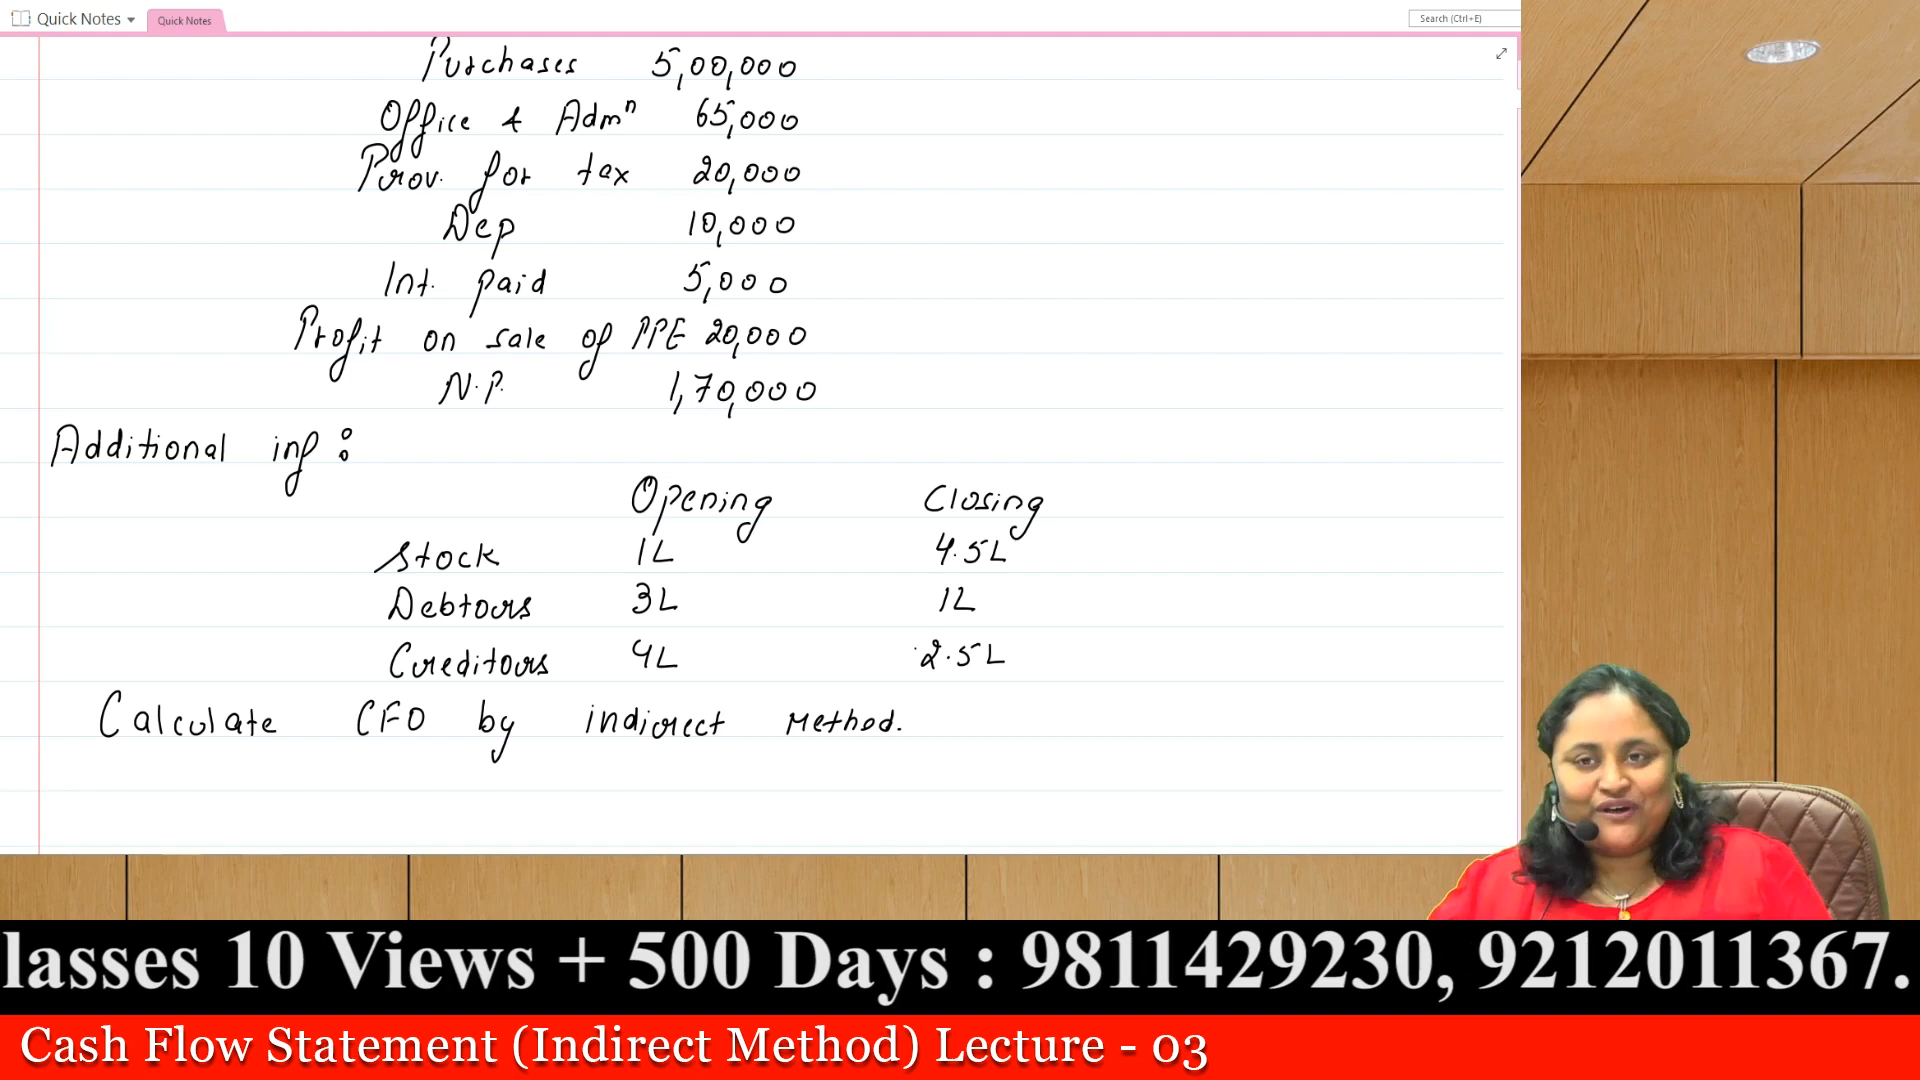 Quick Notes
Quick Notes
Search (Ctrl+E)
Purchases 5,00,000
Office & Admⁿ 65,000
Prov. for tax 20,000
Dep 10,000
Int. paid 5,000
Profit on sale of PPE 20,000
N.P. 1,70,000
Additional inf :
Opening Closing
Stock 1L 4.5L
Debtors 3L 1L
Creditors 4L 2.5L
Calculate CFO by indirect method.
lasses 10 Views + 500 Days : 9811429230, 9212011367.
Cash Flow Statement (Indirect Method) Lecture - 03